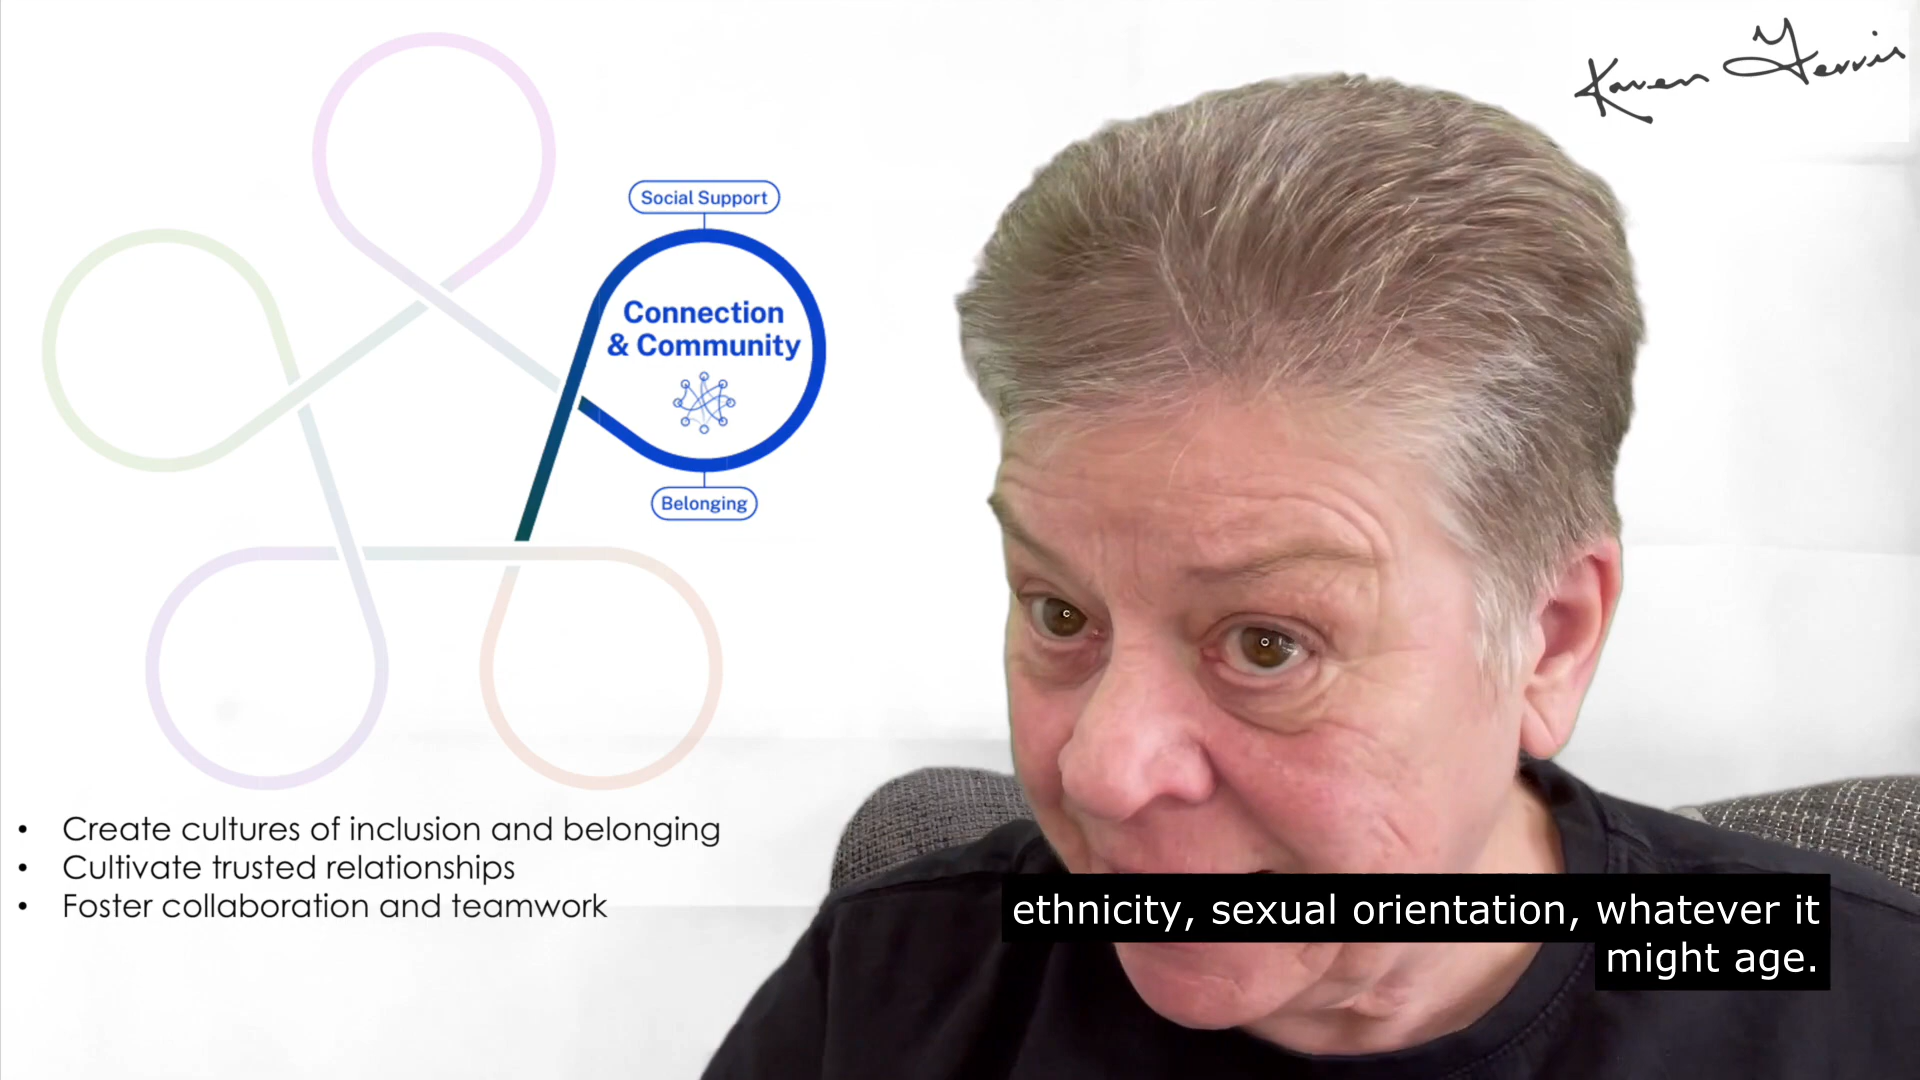 Karen Ferris
Social Support
Connection
& Community
Belonging
• Create cultures of inclusion and belonging
• Cultivate trusted relationships
• Foster collaboration and teamwork
ethnicity, sexual orientation, whatever it
might age.